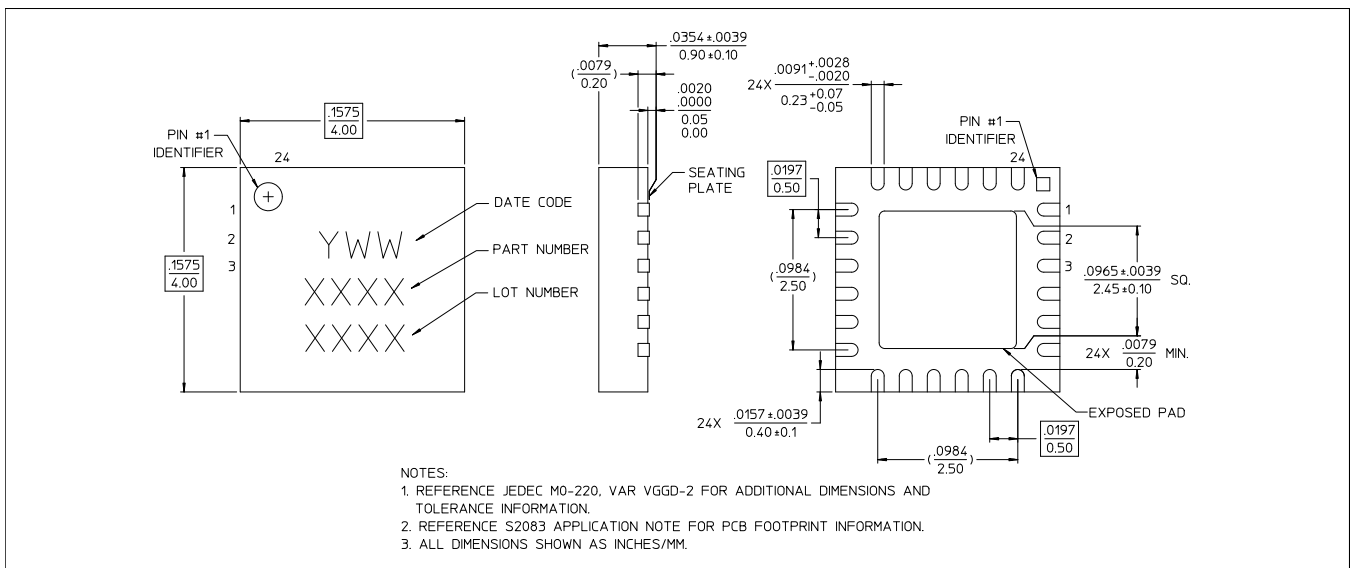 .1575
4.00
PIN #1
IDENTIFIER
24
1
2
3
.1575
4.00
YWW
XXXX
XXXX
DATE CODE
PART NUMBER
LOT NUMBER
.0354±.0039
0.90±0.10
(.0079
0.20)
.0020
.0000
0.05
0.00
SEATING
PLATE
24X .0091 +.0028 -.0020
0.23 +0.07 -0.05
PIN #1
IDENTIFIER
24
.0197
0.50
1
2
3
(.0984
2.50)
.0965±.0039
2.45±0.10 SQ.
24X .0079
0.20 MIN.
EXPOSED PAD
24X .0157±.0039
0.40±0.1
.0197
0.50
(.0984
2.50)
NOTES:
1. REFERENCE JEDEC MO-220, VAR VGGD-2 FOR ADDITIONAL DIMENSIONS AND
TOLERANCE INFORMATION.
2. REFERENCE S2083 APPLICATION NOTE FOR PCB FOOTPRINT INFORMATION.
3. ALL DIMENSIONS SHOWN AS INCHES/MM.